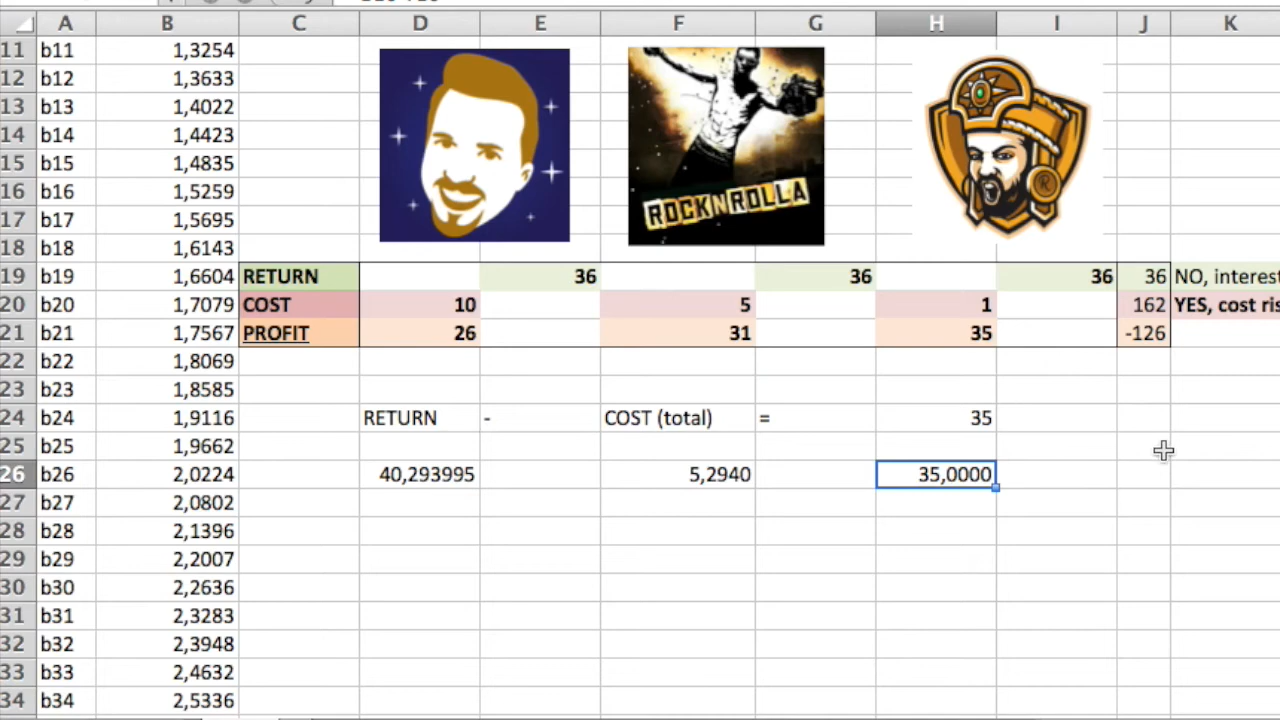 A B C D E F G H I J K
11 b11 1,3254
12 b12 1,3633
13 b13 1,4022
14 b14 1,4423
15 b15 1,4835
16 b16 1,5259
17 b17 1,5695
18 b18 1,6143
ROCKNROLLA
R
19 b19 1,6604 RETURN 36 36 36 36 NO, interest
20 b20 1,7079 COST 10 5 1 162 YES, cost ris
21 b21 1,7567 PROFIT 26 31 35 -126
22 b22 1,8069
23 b23 1,8585
24 b24 1,9116 RETURN - COST (total) = 35
25 b25 1,9662
26 b26 2,0224 40,293995 5,2940 35,0000
27 b27 2,0802
28 b28 2,1396
29 b29 2,2007
30 b30 2,2636
31 b31 2,3283
32 b32 2,3948
33 b33 2,4632
34 b34 2,5336